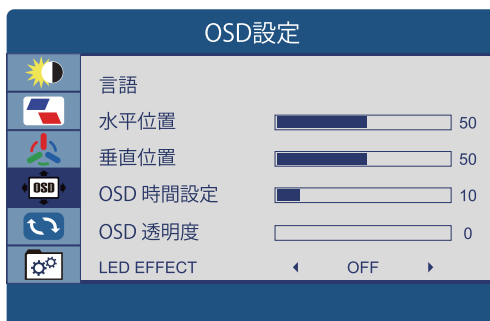 OSD設定
言語
水平位置 50
垂直位置 50
OSD OSD 時間設定 10
OSD 透明度 0
LED EFFECT OFF